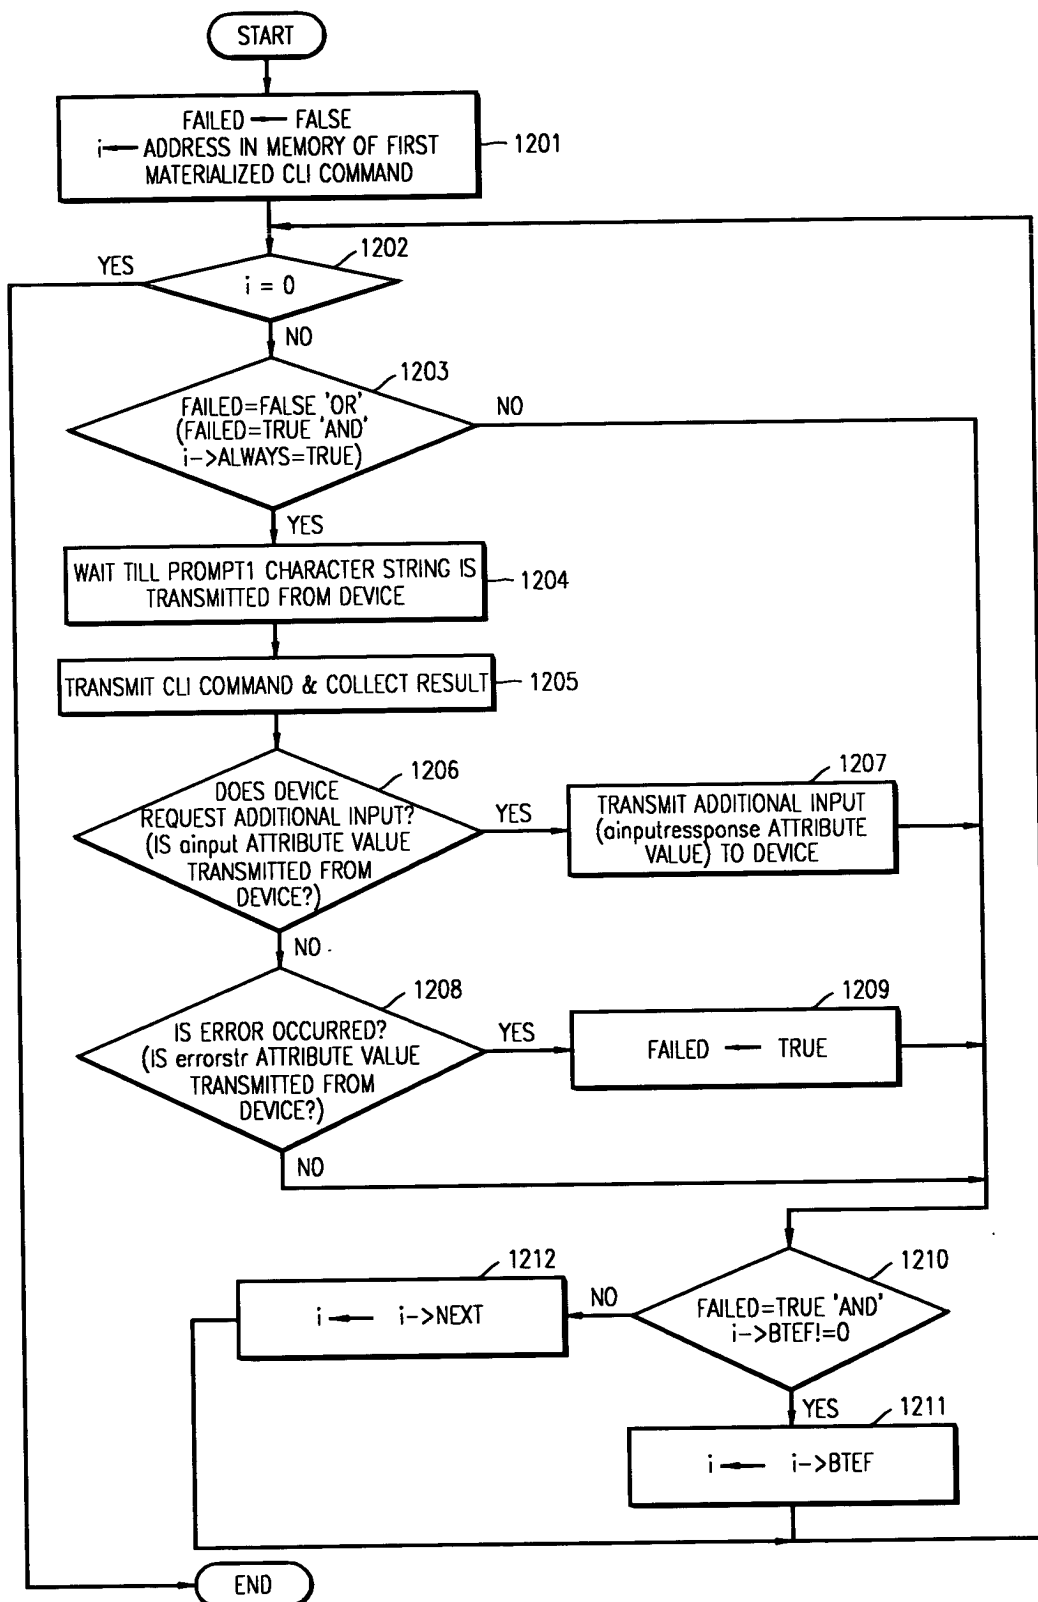 START
FAILED ← FALSE
i ← ADDRESS IN MEMORY OF FIRST
MATERIALIZED CLI COMMAND
1201
1202
YES
i = 0
NO
1203
FAILED=FALSE 'OR'
(FAILED=TRUE 'AND'
i->ALWAYS=TRUE)
NO
YES
WAIT TILL PROMPT1 CHARACTER STRING IS
TRANSMITTED FROM DEVICE
1204
TRANSMIT CLI COMMAND & COLLECT RESULT
1205
1206
DOES DEVICE
REQUEST ADDITIONAL INPUT?
(IS ainput ATTRIBUTE VALUE
TRANSMITTED FROM
DEVICE?)
YES
1207
TRANSMIT ADDITIONAL INPUT
(ainputressponse ATTRIBUTE
VALUE) TO DEVICE
NO
1208
IS ERROR OCCURRED?
(IS errorstr ATTRIBUTE VALUE
TRANSMITTED FROM
DEVICE?)
YES
1209
FAILED ← TRUE
NO
1210
FAILED=TRUE 'AND'
i->BTEF!=0
NO
1212
i ← i->NEXT
YES
1211
i ← i->BTEF
END